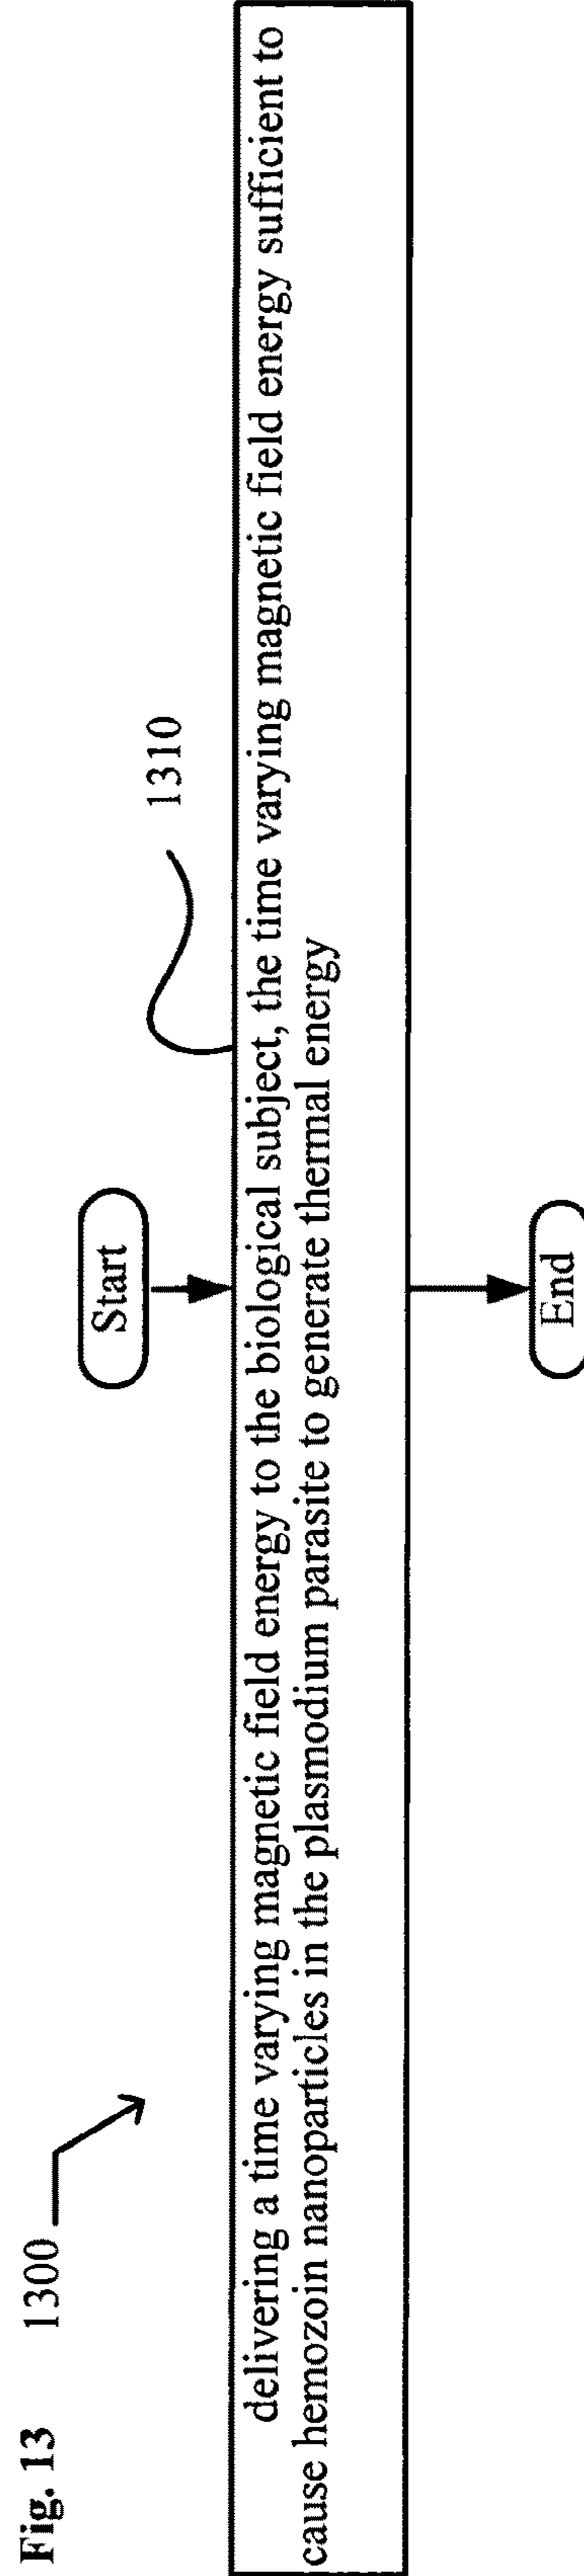 Fig. 13
1300
Start
1310
delivering a time varying magnetic field energy to the biological subject, the time varying magnetic field energy sufficient to
cause hemozoin nanoparticles in the plasmodium parasite to generate thermal energy
End